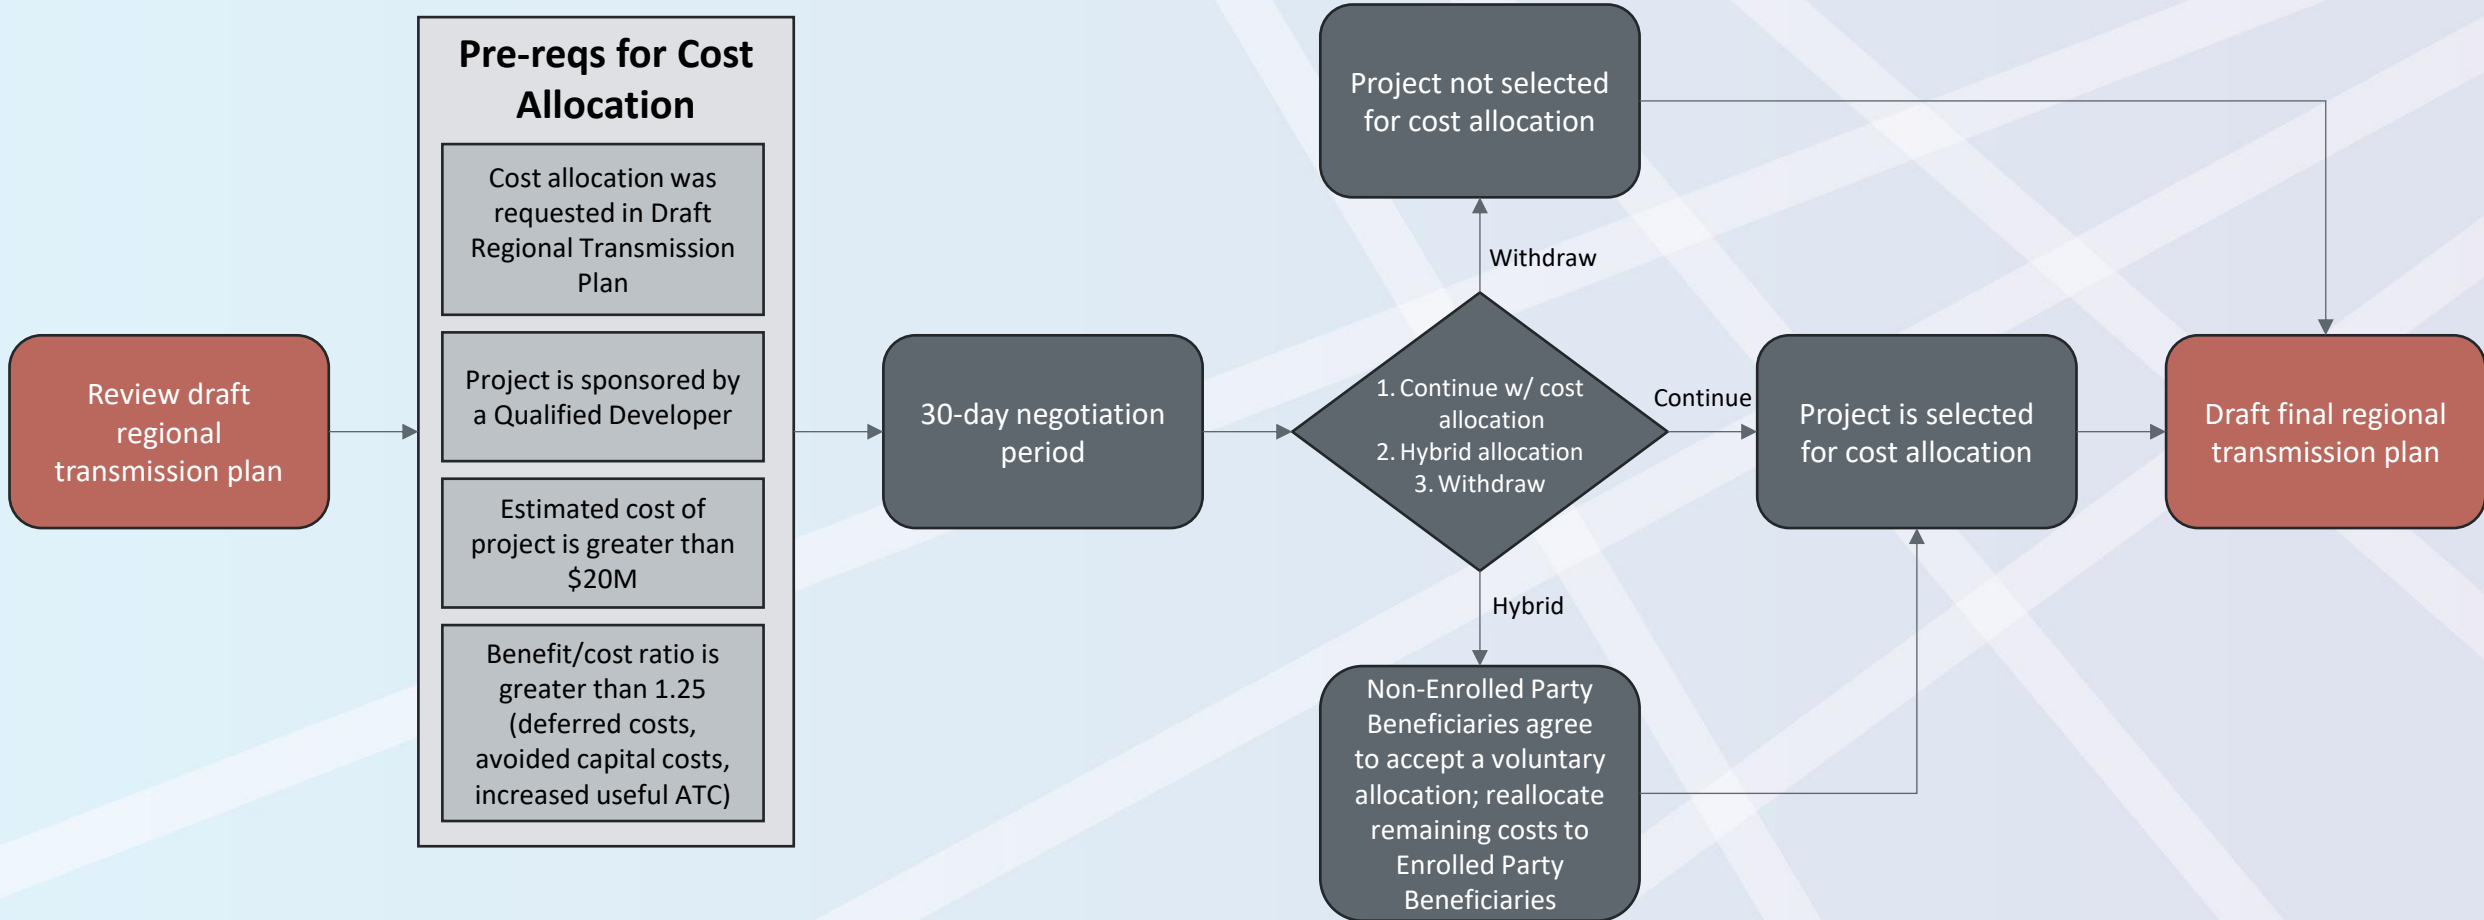 Review draft
regional
transmission plan
Pre-reqs for Cost
Allocation
Cost allocation was
requested in Draft
Regional Transmission
Plan
Project is sponsored by
a Qualified Developer
Estimated cost of
project is greater than
$20M
Benefit/cost ratio is
greater than 1.25
(deferred costs,
avoided capital costs,
increased useful ATC)
30-day negotiation
period
1. Continue w/ cost
allocation
2. Hybrid allocation
3. Withdraw
Withdraw
Project not selected
for cost allocation
Continue
Project is selected
for cost allocation
Hybrid
Non-Enrolled Party
Beneficiaries agree
to accept a voluntary
allocation; reallocate
remaining costs to
Enrolled Party
Beneficiaries
Draft final regional
transmission plan